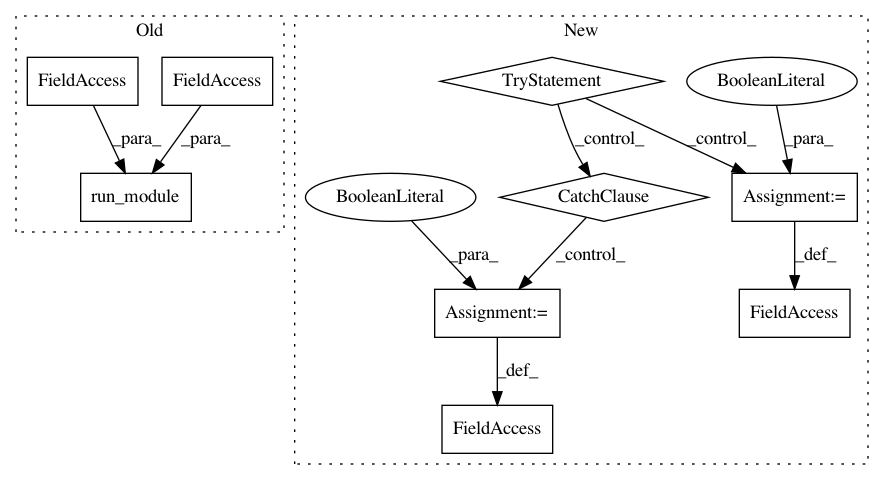 Old
New
FieldAccess
FieldAccess
TryStatement
BooleanLiteral
_para_
_para_
_control_
_control_
_para_
run_module
BooleanLiteral
CatchClause
Assignment:=
_para_
_control_
_def_
Assignment:=
FieldAccess
_def_
FieldAccess